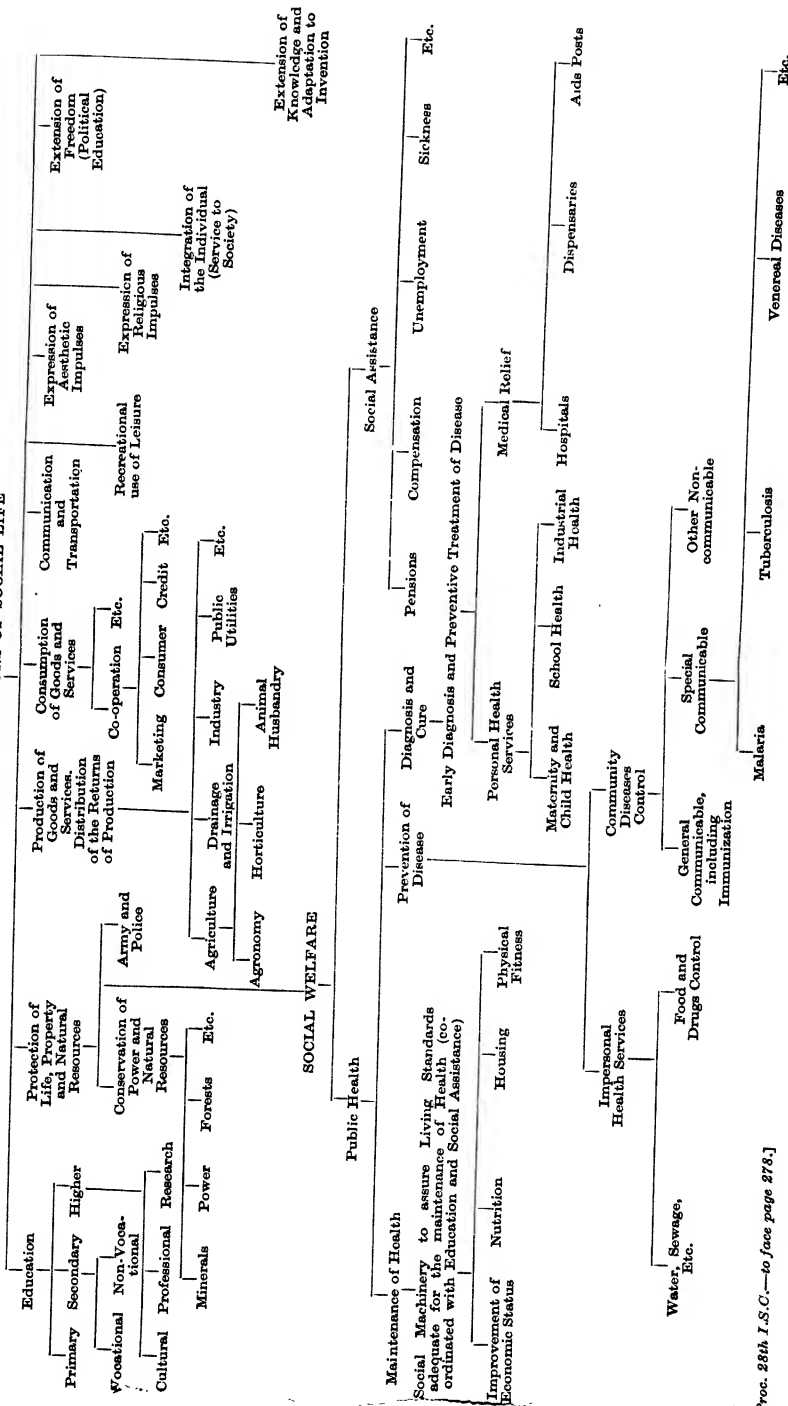 OF SOCIAL LIFE
Education
Protection of
Life, Property
and Natural
Resources
Production of
Goods and
Services.
Distribution
of the Returns
of Production
Consumption
of Goods and
Services
Communication
and
Transportation
Expression of
Aesthetic
Impulses
Extension of
Freedom
(Political
Education)
Recreational
use of Leisure
Expression of
Religious
Impulses
Integration of
the Individual
(Service to
Society)
Extension of
Knowledge and
Adaptation to
Invention
Primary Secondary Higher
Vocational Non-Voca-
tional
Cultural Professional Research
Conservation of
Power and
Natural
Resources
Army and
Police
Minerals Power Forests Etc.
Co-operation Etc.
Marketing Consumer Credit Etc.
Agriculture
Drainage
and Irrigation
Industry
Public
Utilities
Etc.
Agronomy
Horticulture
Animal
Husbandry
SOCIAL WELFARE
Public Health
Social Assistance
Pensions Compensation Unemployment Sickness Etc.
Maintenance of Health
Prevention of
Disease
Diagnosis and
Cure
Social Machinery to assure Living Standards
adequate for the maintenance of Health (co-
ordinated with Education and Social Assistance)
Early Diagnosis and Preventive Treatment of Disease
Improvement of
Economic Status
Nutrition
Housing
Physical
Fitness
Personal Health
Services
Medical Relief
Maternity and
Child Health
School Health
Industrial
Health
Hospitals
Dispensaries
Aids Posts
Impersonal
Health Services
Community
Diseases
Control
Water, Sewage,
Etc.
Food and
Drugs Control
General
Communicable,
including
Immunization
Special
Communicable
Other Non-
communicable
Malaria
Tuberculosis
Venereal Diseases
Etc.
Proc. 28th I.S.C.—to face page 278.]